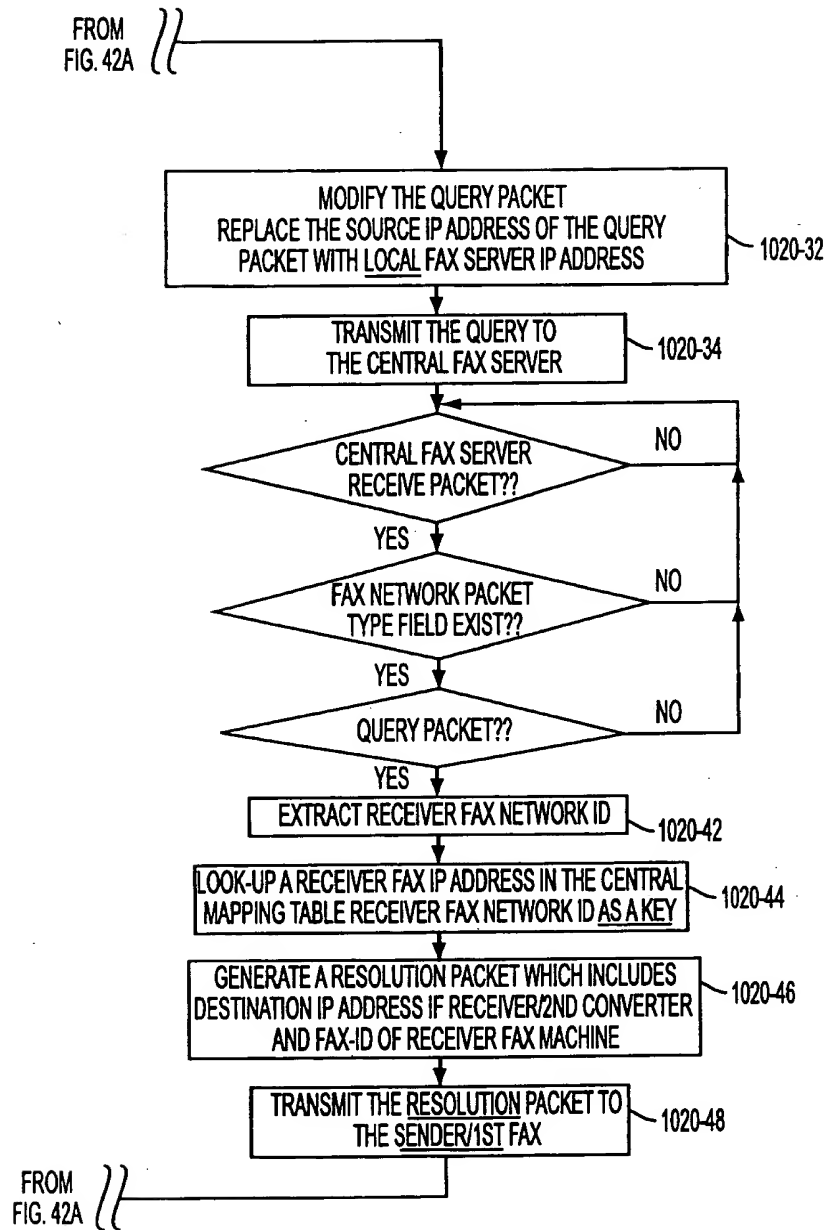 FROM
FIG. 42A
MODIFY THE QUERY PACKET
REPLACE THE SOURCE IP ADDRESS OF THE QUERY
PACKET WITH LOCAL FAX SERVER IP ADDRESS
1020-32
TRANSMIT THE QUERY TO
THE CENTRAL FAX SERVER
1020-34
CENTRAL FAX SERVER
RECEIVE PACKET??
NO
YES
FAX NETWORK PACKET
TYPE FIELD EXIST??
NO
YES
QUERY PACKET??
NO
YES
EXTRACT RECEIVER FAX NETWORK ID
1020-42
LOOK-UP A RECEIVER FAX IP ADDRESS IN THE CENTRAL
MAPPING TABLE RECEIVER FAX NETWORK ID AS A KEY
1020-44
GENERATE A RESOLUTION PACKET WHICH INCLUDES
DESTINATION IP ADDRESS IF RECEIVER/2ND CONVERTER
AND FAX-ID OF RECEIVER FAX MACHINE
1020-46
TRANSMIT THE RESOLUTION PACKET TO
THE SENDER/1ST FAX
1020-48
FROM
FIG. 42A